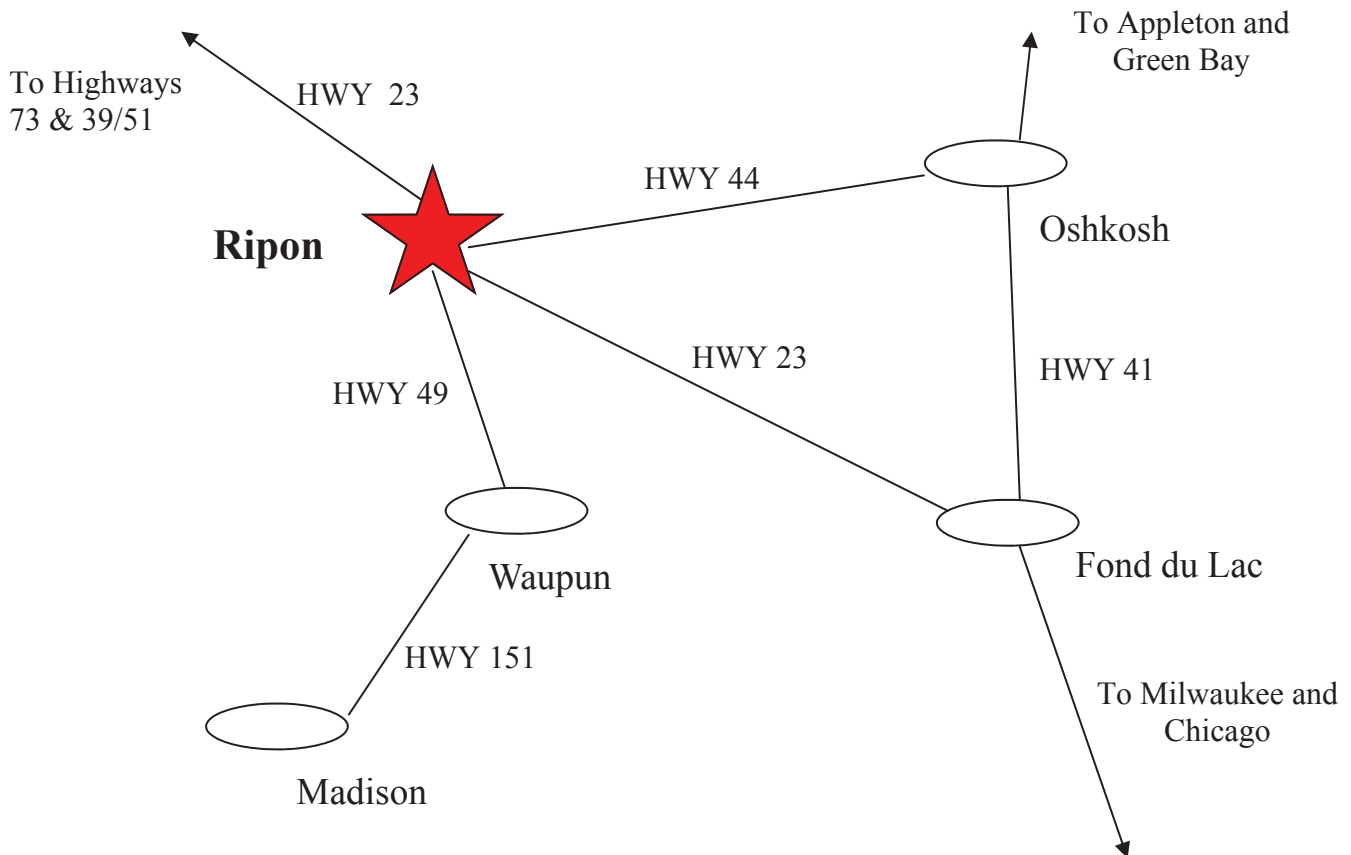 To Appleton and
Green Bay
To Highways
73 & 39/51
HWY 23
HWY 44
Oshkosh
Ripon
HWY 23
HWY 41
HWY 49
Waupun
Fond du Lac
HWY 151
To Milwaukee and
Chicago
Madison